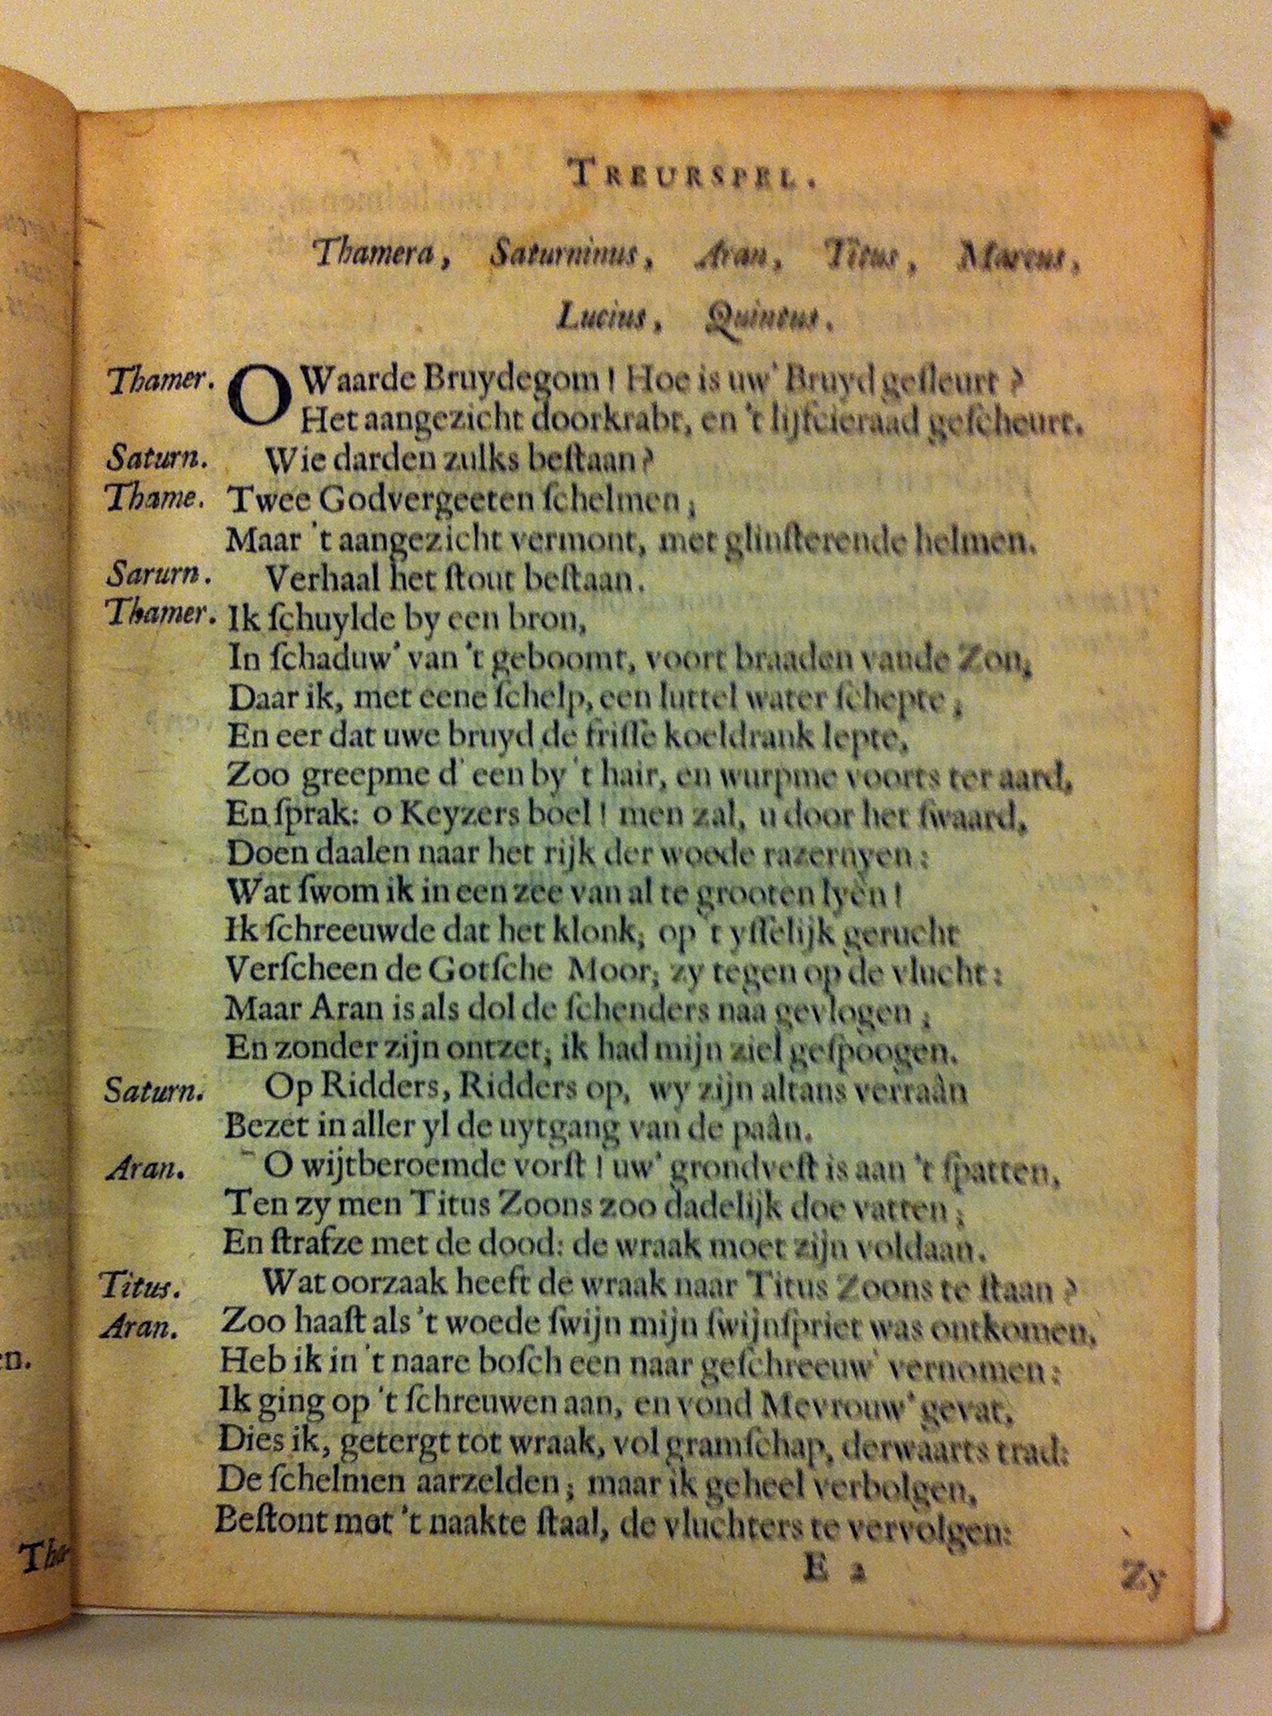 TREURSPEL.
Thamera, Saturninus, Aran, Titus, Marcus,
Lucius, Quintus.
Thamer. O Waarde Bruydegom! Hoe is uw' Bruyd gesleurt?
Het aangezicht doorkrabt, en 't lijfcieraad geſcheurt.
Saturn. Wie darden zulks beſtaan?
Thame. Twee Godvergeeten ſchelmen;
Maar 't aangezicht vermont, met glinſterende helmen.
Sarurn. Verhaal het ſtout beſtaan.
Thamer. Ik ſchuylde by een bron,
In ſchaduw' van 't geboomt, voort braaden vande Zon,
Daar ik, met eene ſchelp, een luttel water ſchepte;
En eer dat uwe bruyd de friſſe koeldrank lepte,
Zoo greepme d' een by 't hair, en wurpme voorts ter aard,
En ſprak: o Keyzers boel! men zal, u door het ſwaard,
Doen daalen naar het rijk der woede razernyen:
Wat ſwom ik in een zee van al te grooten lyên!
Ik ſchreeuwde dat het klonk; op 't yſſelijk gerucht
Verſcheen de Gotſche Moor; zy tegen op de vlucht:
Maar Aran is als dol de ſchenders naa gevlogen;
En zonder zijn ontzet; ik had mijn ziel geſpoogen.
Saturn. Op Ridders, Ridders op, wy zijn altans verraân
Bezet in aller yl de uytgang van de paân.
Aran. O wijtberoemde vorſt! uw' grondveſt is aan 't ſpatten,
Ten zy men Titus Zoons zoo dadelijk doe vatten;
En ſtrafze met de dood: de wraak moet zijn voldaan.
Titus. Wat oorzaak heeft de wraak naar Titus Zoons te ſtaan?
Aran. Zoo haaſt als 't woede ſwijn mijn ſwijnſpriet was ontkomen,
Heb ik in 't naare boſch een naar geſchreeuw' vernomen:
Ik ging op 't ſchreuwen aan, en vond Mevrouw' gevat,
Dies ik, getergt tot wraak, vol gramſchap, derwaarts trad:
De ſchelmen aarzelden; maar ik geheel verbolgen,
Beſtont met 't naakte ſtaal, de vluchters te vervolgen:
E 2
Zy
en.
Tha-